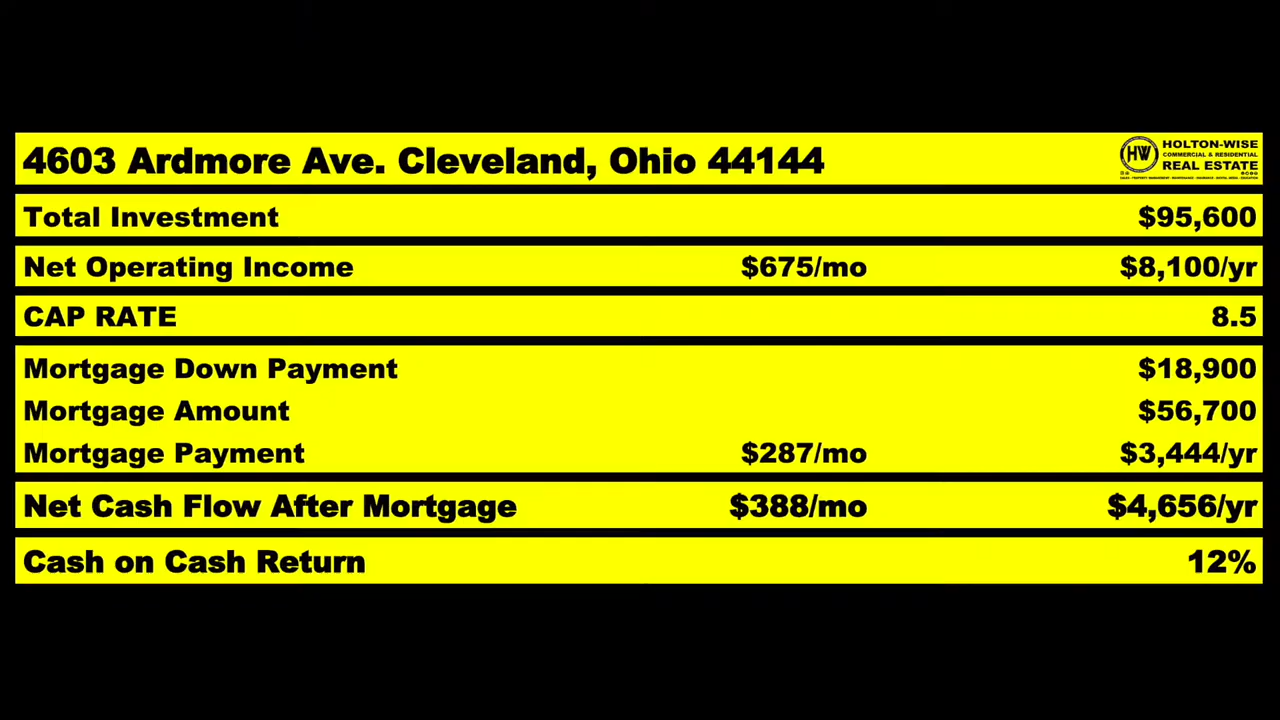 4603 Ardmore Ave. Cleveland, Ohio 44144
HW
HOLTON-WISE
COMMERCIAL & RESIDENTIAL
REAL ESTATE
Total Investment $95,600
Net Operating Income $675/mo $8,100/yr
CAP RATE 8.5
Mortgage Down Payment $18,900
Mortgage Amount $56,700
Mortgage Payment $287/mo $3,444/yr
Net Cash Flow After Mortgage $388/mo $4,656/yr
Cash on Cash Return 12%